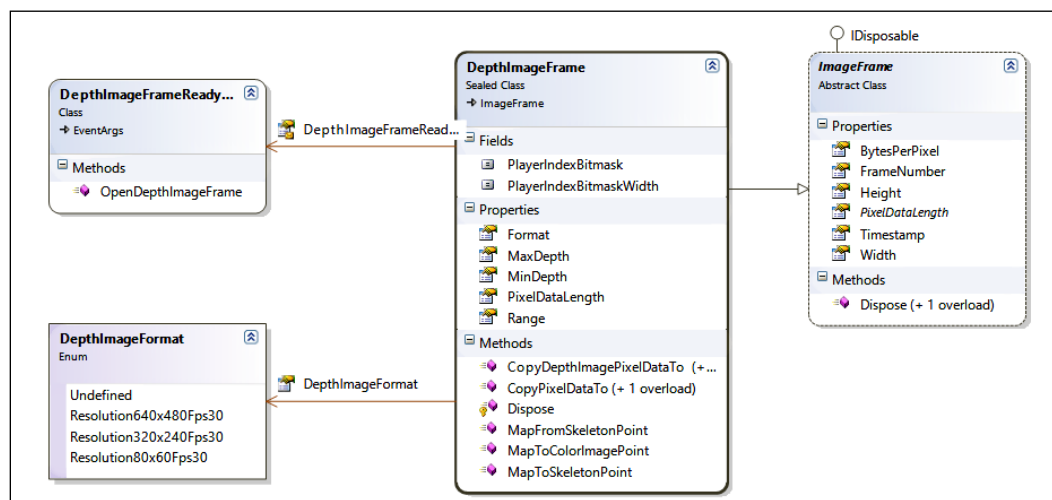 DepthImageFrameReady...
Class
EventArgs
Methods
OpenDepthImageFrame
DepthImageFrameRead...
DepthImageFormat
Enum
Undefined
Resolution640x480Fps30
Resolution320x240Fps30
Resolution80x60Fps30
DepthImageFormat
DepthImageFrame
Sealed Class
ImageFrame
Fields
PlayerIndexBitmask
PlayerIndexBitmaskWidth
Properties
Format
MaxDepth
MinDepth
PixelDataLength
Range
Methods
CopyDepthImagePixelDataTo (+...
CopyPixelDataTo (+ 1 overload)
Dispose
MapFromSkeletonPoint
MapToColorImagePoint
MapToSkeletonPoint
IDisposable
ImageFrame
Abstract Class
Properties
BytesPerPixel
FrameNumber
Height
PixelDataLength
Timestamp
Width
Methods
Dispose (+ 1 overload)